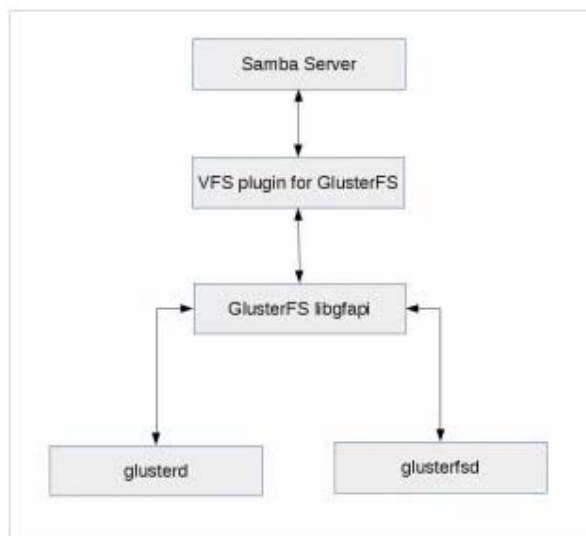 Samba Server
VFS plugin for GlusterFS
GlusterFS libgfapi
glusterd
glusterfsd